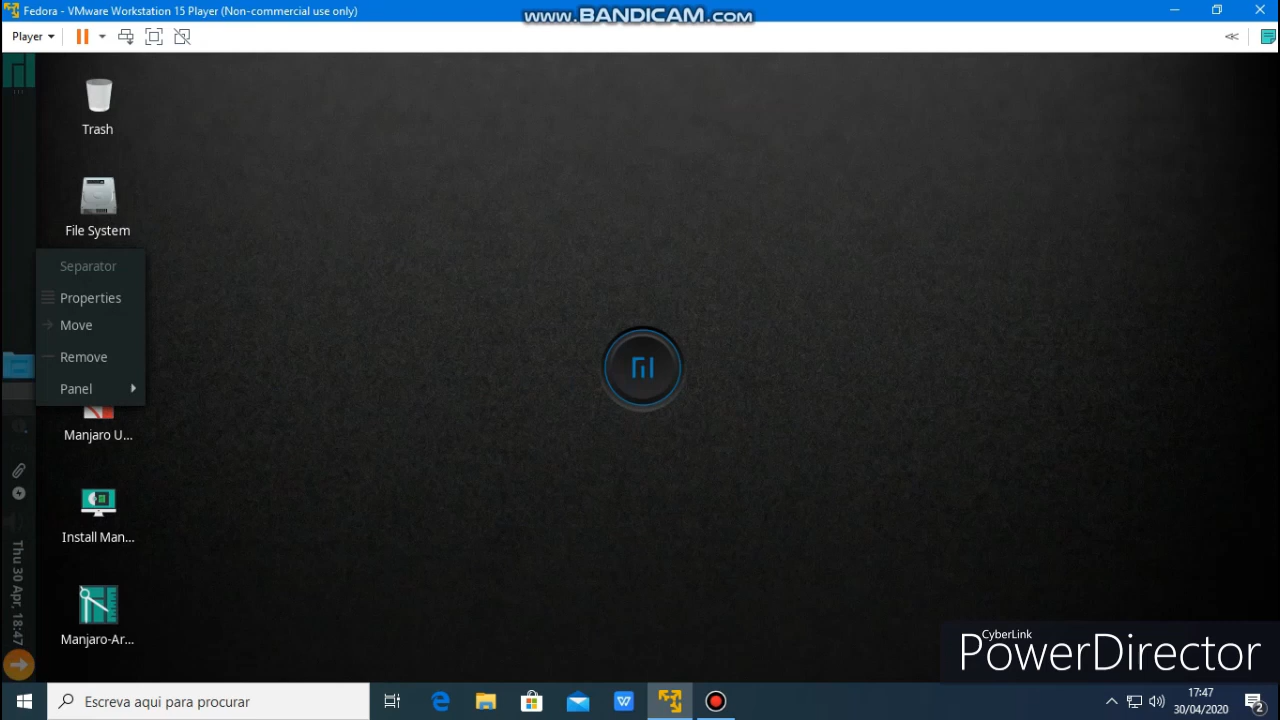 Fedora - VMware Workstation 15 Player (Non-commercial use only)
www.BANDICAM.com
Player
Trash
File System
Separator
Properties
Move
Remove
Panel
Manjaro U...
Install Man...
Manjaro-Ar...
Thu 30 Apr, 18:47
CyberLink
PowerDirector
Escreva aqui para procurar
17:47
30/04/2020
2